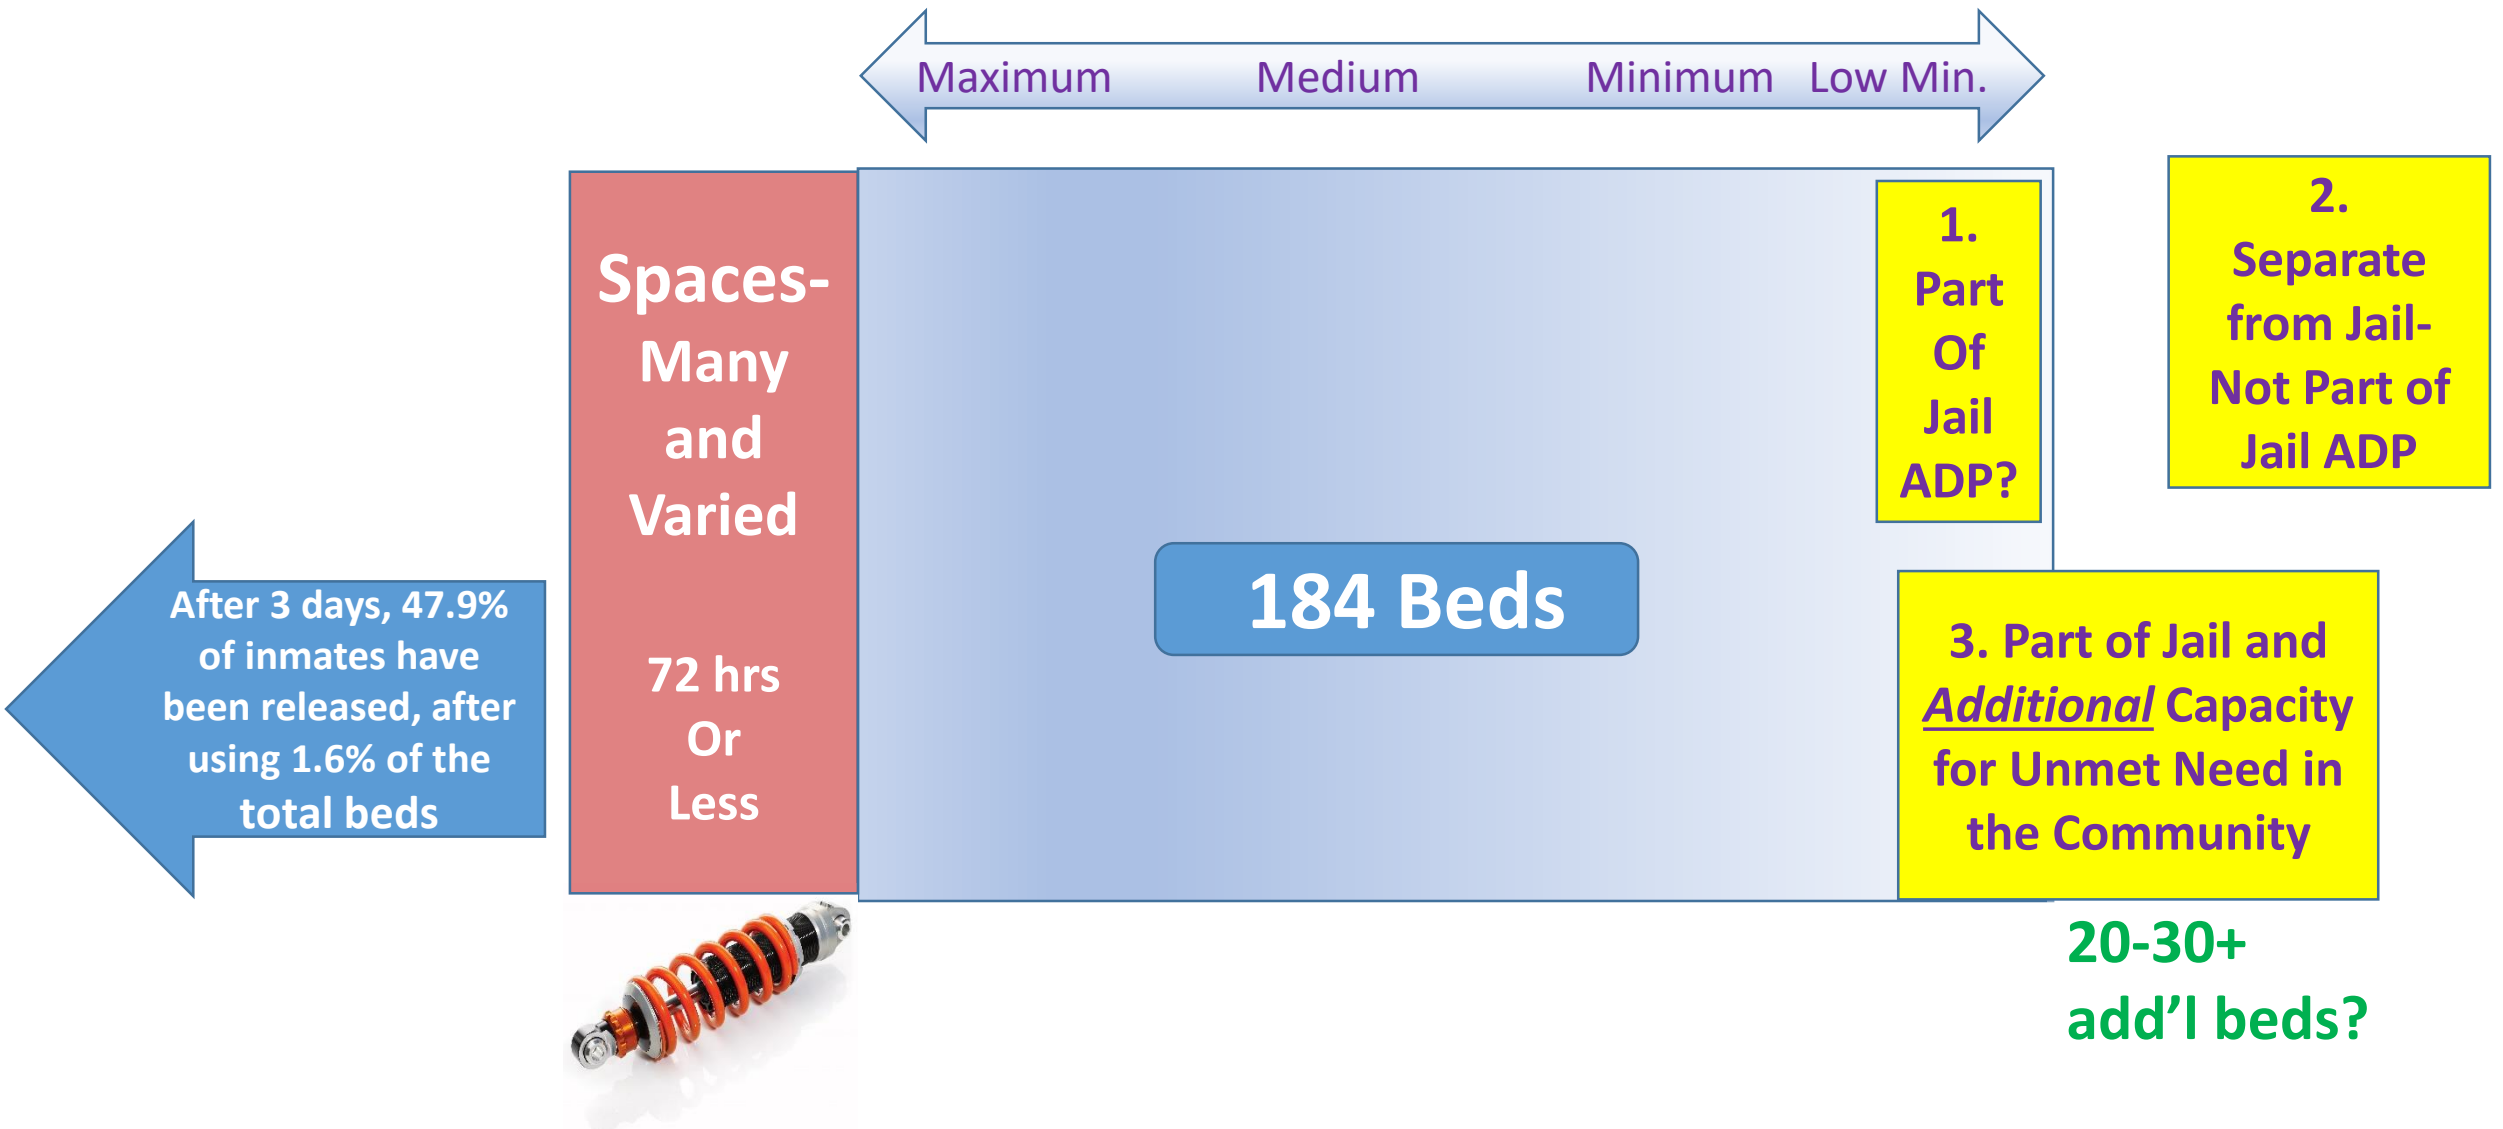 Maximum Medium Minimum Low Min.
Spaces-
Many
and
Varied
72 hrs
Or
Less
After 3 days, 47.9%
of inmates have
been released, after
using 1.6% of the
total beds
184 Beds
1.
Part
Of
Jail
ADP?
2.
Separate
from Jail-
Not Part of
Jail ADP
3. Part of Jail and
Additional Capacity
for Unmet Need in
the Community
20-30+
add’l beds?